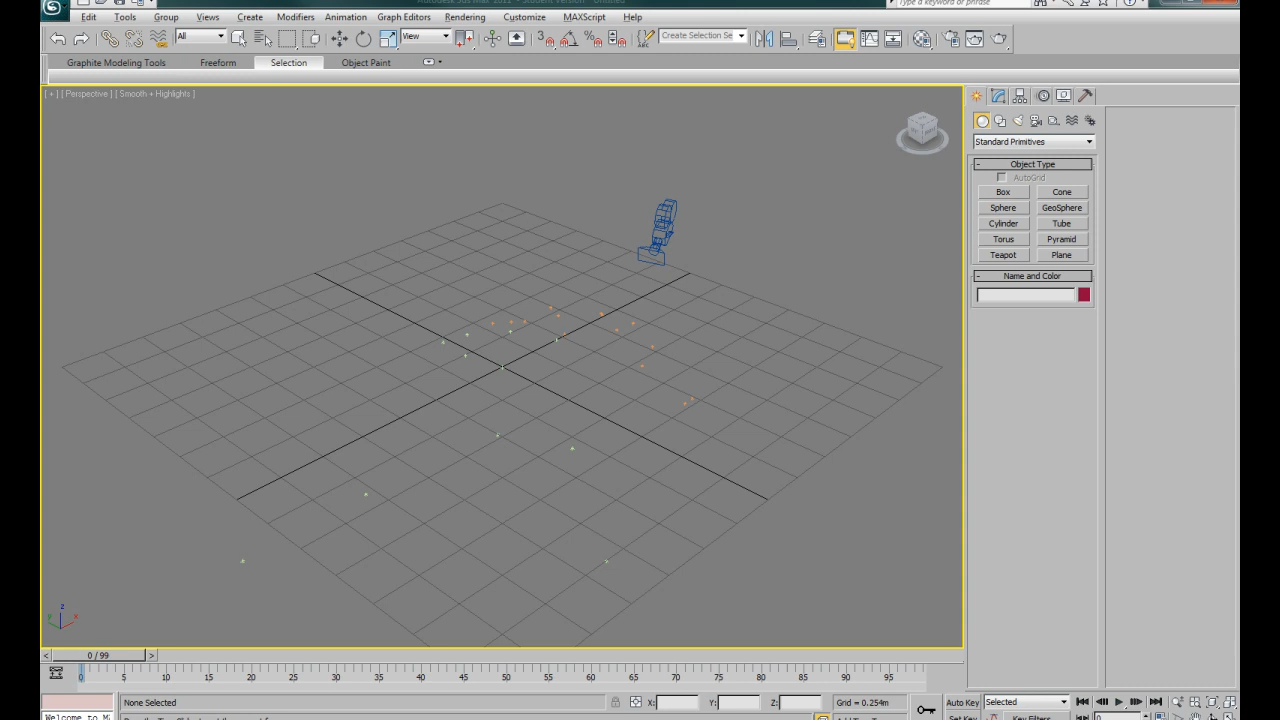 Edit Tools Group Views Create Modifiers Animation Graph Editors Rendering Customize MAXScript Help
All View Create Selection Se
Graphite Modeling Tools Freeform Selection Object Paint
[ + ] [ Perspective ] [ Smooth + Highlights ]
Standard Primitives
- Object Type
AutoGrid
Box Cone
Sphere GeoSphere
Cylinder Tube
Torus Pyramid
Teapot Plane
- Name and Color
z
y x
< 0 / 99 >
0 5 10 15 20 25 30 35 40 45 50 55 60 65 70 75 80 85 90 95
None Selected X: Y: Z: Grid = 0.254m Auto Key Selected
Welcome to M
Set Key Key Filters... 0